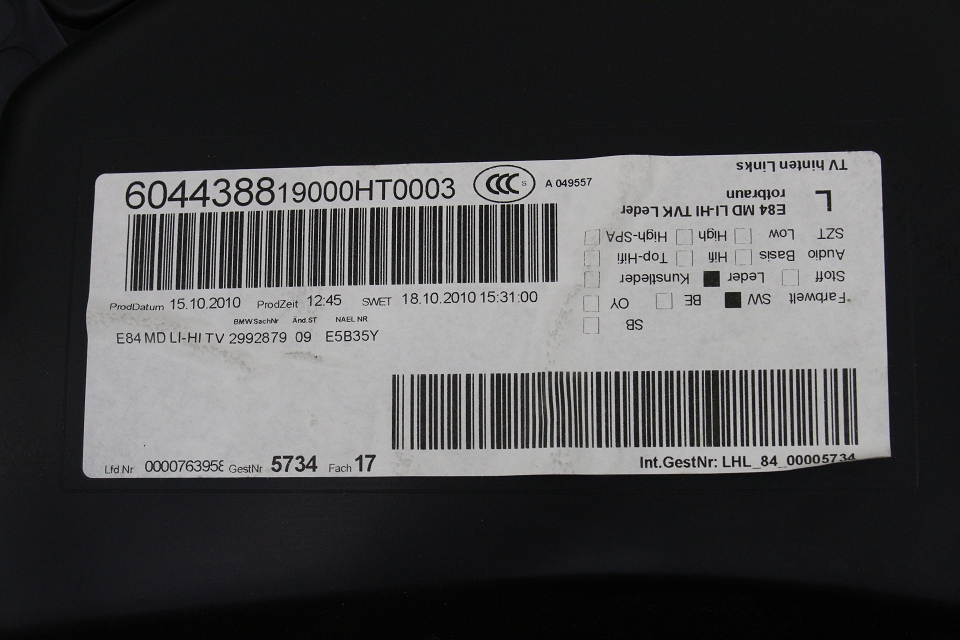 604438819000HT0003 CCC S A 049557
ProdDatum 15.10.2010 ProdZeit 12:45 SWET 18.10.2010 15:31:00
BMW SachNr Änd.ST NAEL NR
E84 MD LI-HI TV 2992879 09 E5B35Y
Lfd Nr 0000763958 GestNr 5734 Fach 17
Int.GestNr: LHL_84_00005734
TV hinten Links
L rotbraun
E84 MD LI-HI TVK Leder
SZT Low High High-SPA
Audio Basis Hifi Top-Hifi
Stoff Leder Kunstleder
Farbwelt SW BE OY
SB